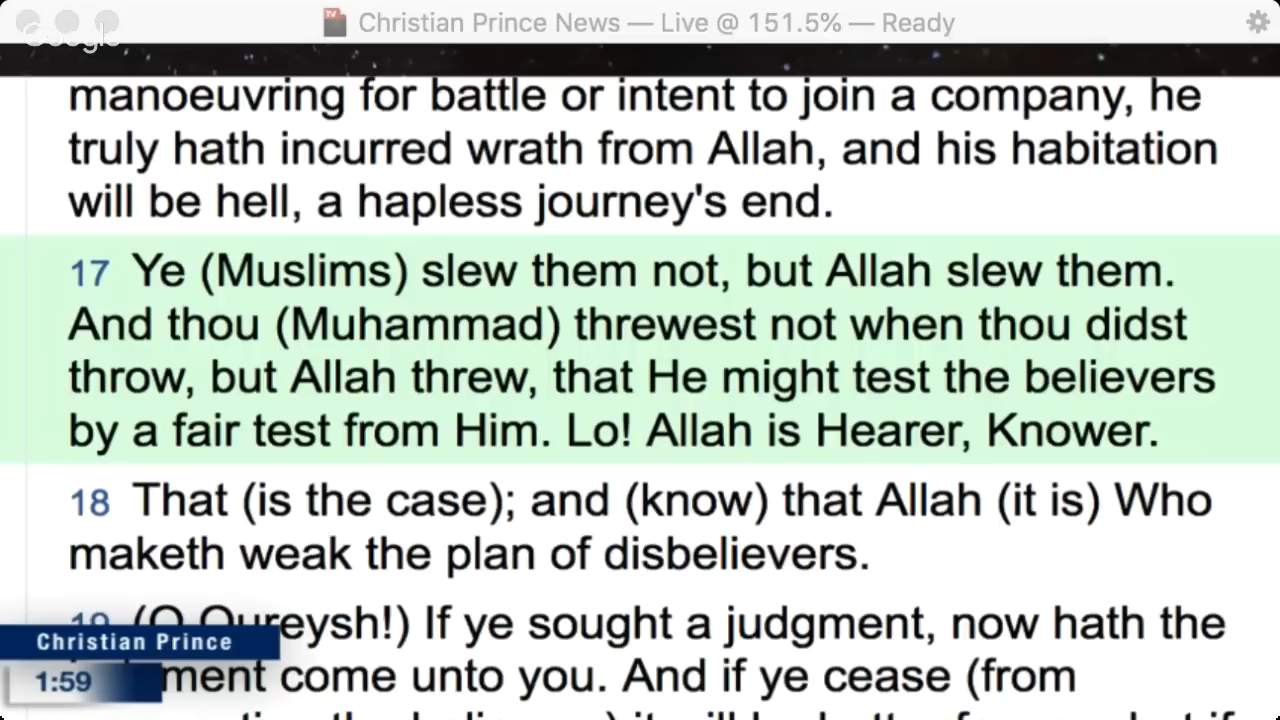 Christian Prince News — Live @ 151.5% — Ready
Google
manoeuvring for battle or intent to join a company, he
truly hath incurred wrath from Allah, and his habitation
will be hell, a hapless journey's end.
17 Ye (Muslims) slew them not, but Allah slew them.
And thou (Muhammad) threwest not when thou didst
throw, but Allah threw, that He might test the believers
by a fair test from Him. Lo! Allah is Hearer, Knower.
18 That (is the case); and (know) that Allah (it is) Who
maketh weak the plan of disbelievers.
19 (O Qureysh!) If ye sought a judgment, now hath the
Christian Prince
ment come unto you. And if ye cease (from
1:59